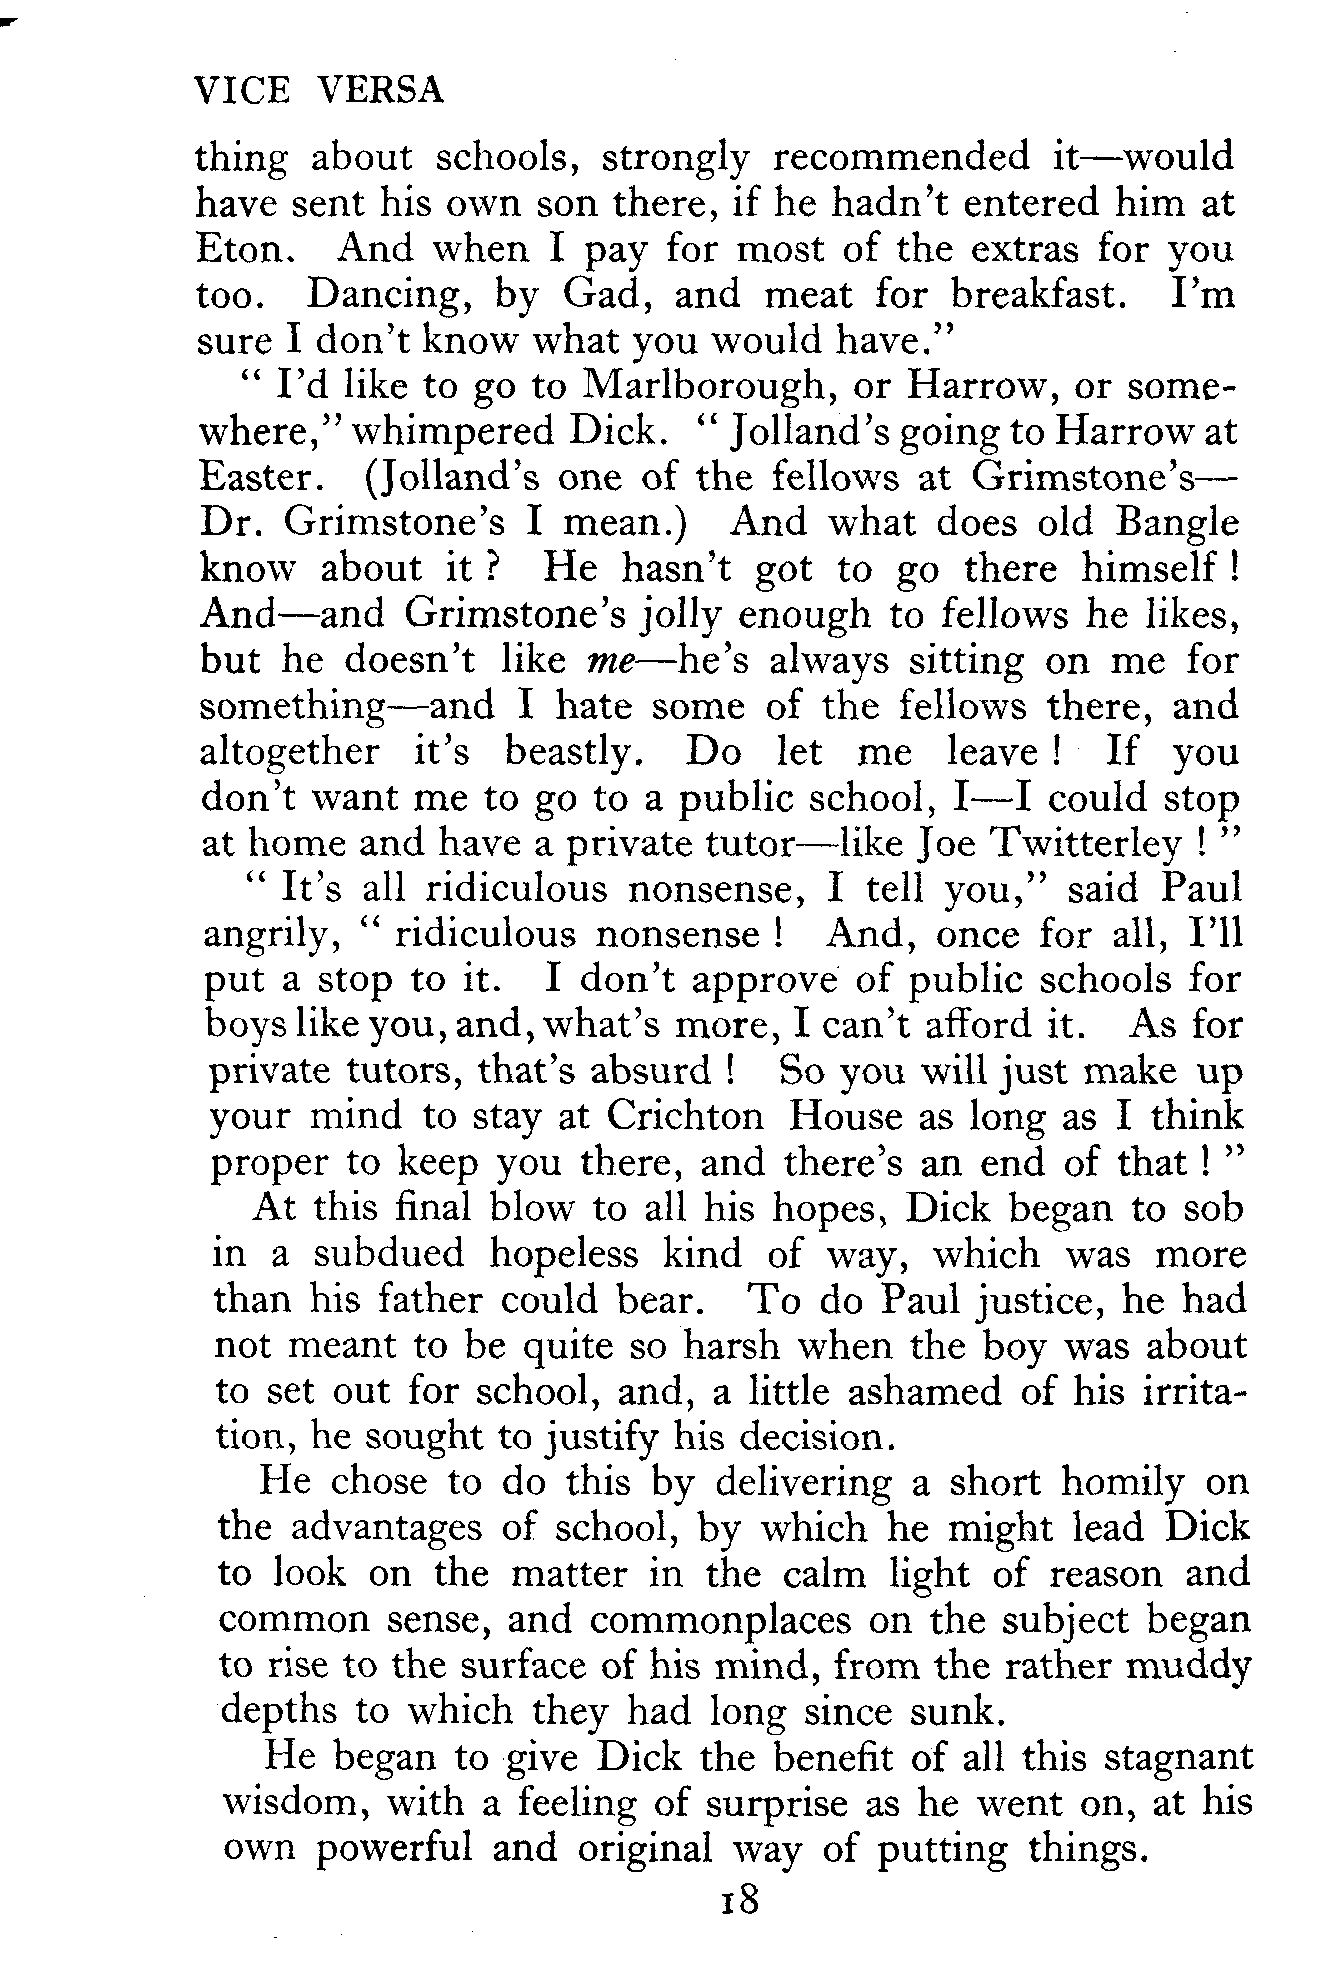 VICE VERSA
thing about schools, strongly recommended it—would
have sent his own son there, if he hadn't entered him at
Eton. And when I pay for most of the extras for you
too. Dancing, by Gad, and meat for breakfast. I'm
sure I don't know what you would have."
" I'd like to go to Marlborough, or Harrow, or some-
where," whimpered Dick. " Jolland's going to Harrow at
Easter. (Jolland's one of the fellows at Grimstone's—
Dr. Grimstone's I mean.) And what does old Bangle
know about it ? He hasn't got to go there himself !
And—and Grimstone's jolly enough to fellows he likes,
but he doesn't like me—he's always sitting on me for
something—and I hate some of the fellows there, and
altogether it's beastly. Do let me leave ! If you
don't want me to go to a public school, I—I could stop
at home and have a private tutor—like Joe Twitterley ! "
" It's all ridiculous nonsense, I tell you," said Paul
angrily, " ridiculous nonsense ! And, once for all, I'll
put a stop to it. I don't approve of public schools for
boys like you, and, what's more, I can't afford it. As for
private tutors, that's absurd ! So you will just make up
your mind to stay at Crichton House as long as I think
proper to keep you there, and there's an end of that ! "
At this final blow to all his hopes, Dick began to sob
in a subdued hopeless kind of way, which was more
than his father could bear. To do Paul justice, he had
not meant to be quite so harsh when the boy was about
to set out for school, and, a little ashamed of his irrita-
tion, he sought to justify his decision.
He chose to do this by delivering a short homily on
the advantages of school, by which he might lead Dick
to look on the matter in the calm light of reason and
common sense, and commonplaces on the subject began
to rise to the surface of his mind, from the rather muddy
depths to which they had long since sunk.
He began to give Dick the benefit of all this stagnant
wisdom, with a feeling of surprise as he went on, at his
own powerful and original way of putting things.
18